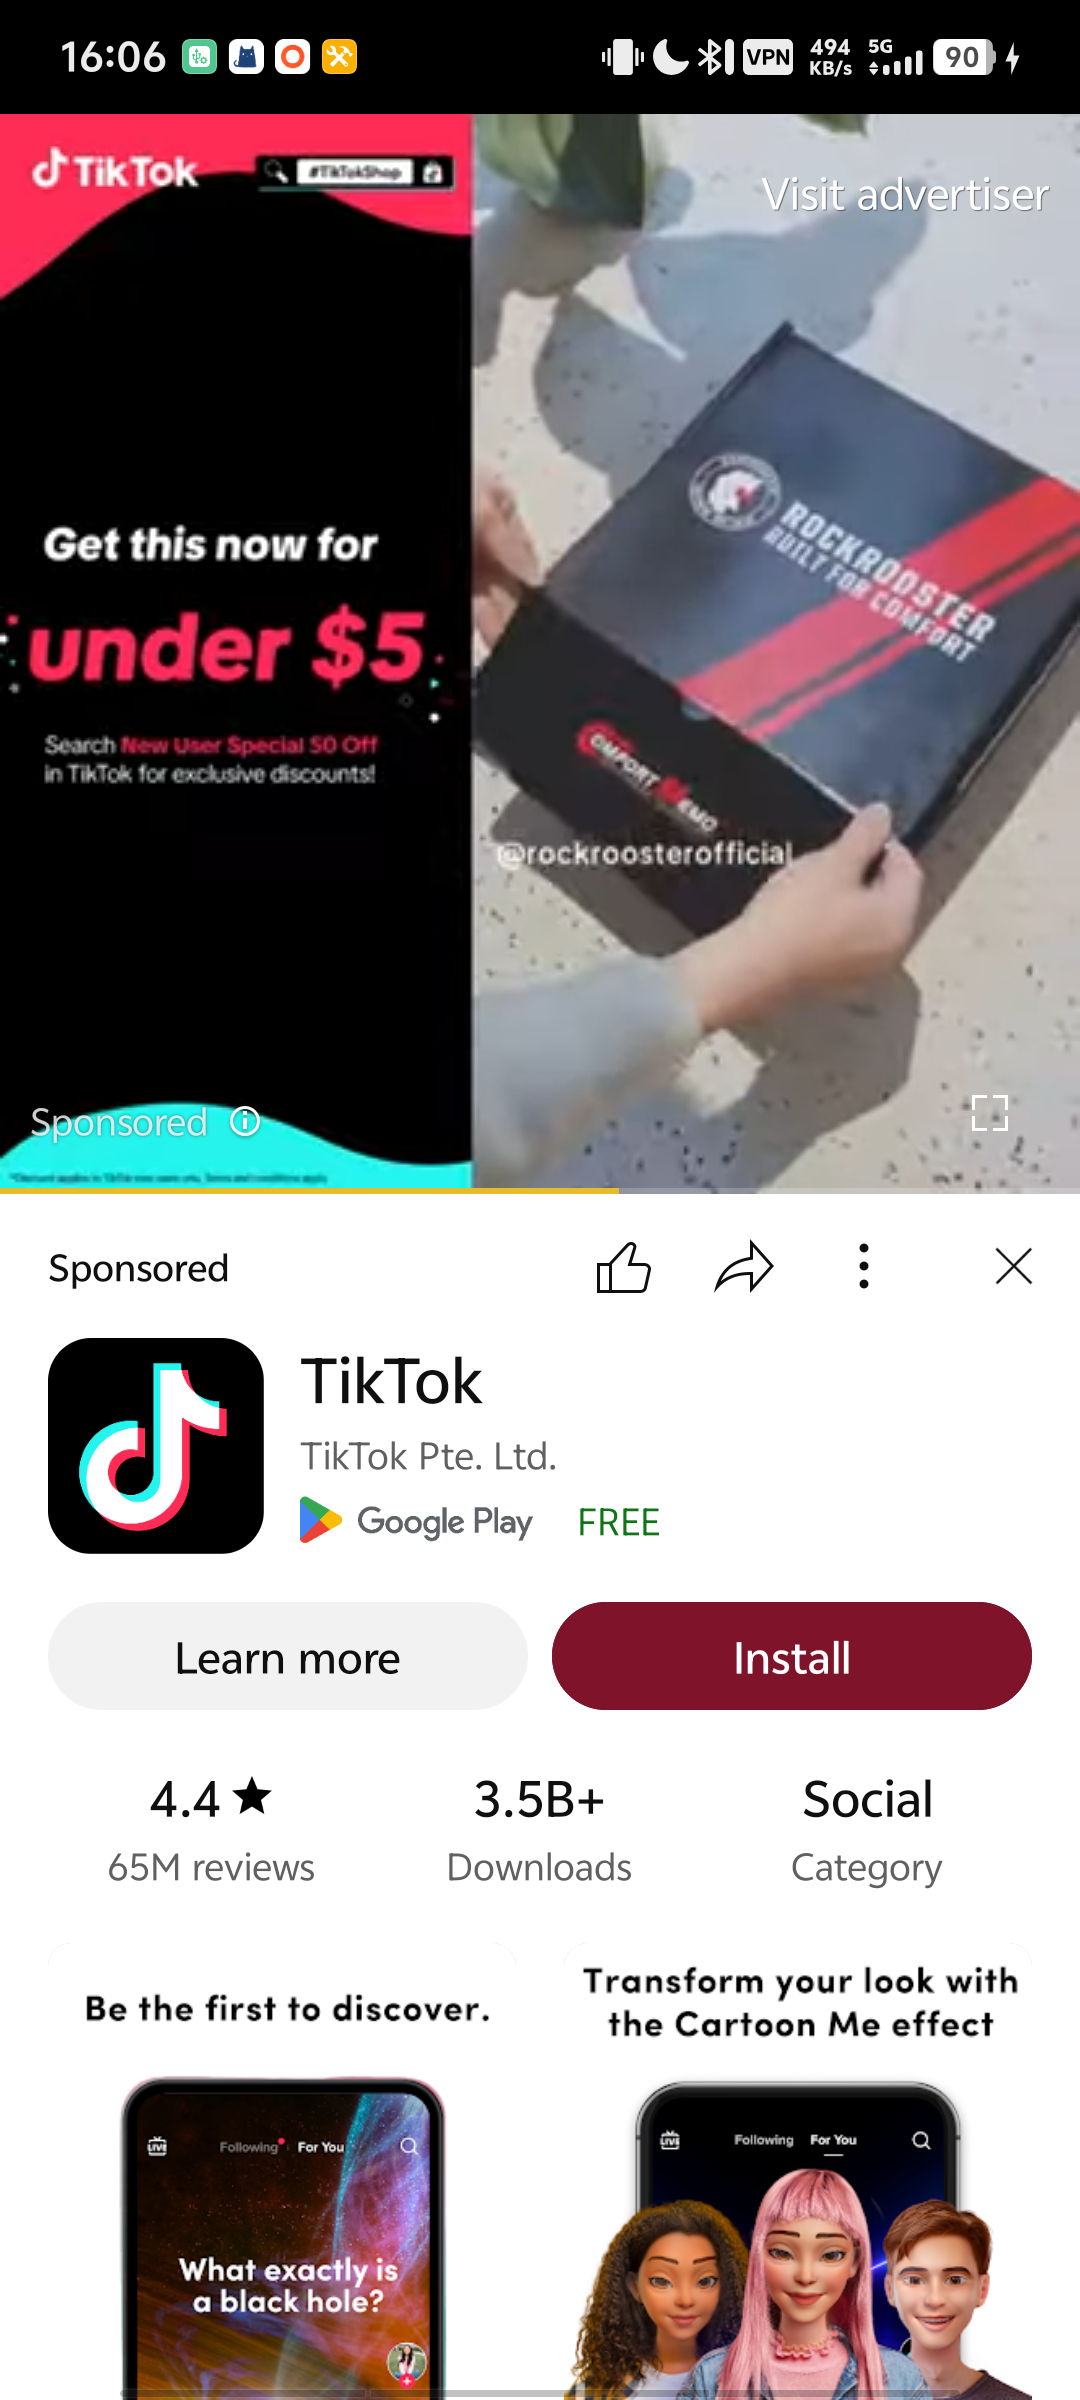 16:06
VPN
494
KB/s
5G
90
TikTok
#TikTokShop
Visit advertiser
Get this now for
under $5
Search New User Special 50 Off
in TikTok for exclusive discounts!
ROCKROOSTER
BUILT FOR COMFORT
COMFORT
@rockroosterofficial
Sponsored
Sponsored
TikTok
TikTok Pte. Ltd.
Google Play FREE
Learn more
Install
4.4
65M reviews
3.5B+
Downloads
Social
Category
Be the first to discover.
LIVE
Following
For You
What exactly is
a black hole?
Transform your look with
the Cartoon Me effect
LIVE
Following
For You